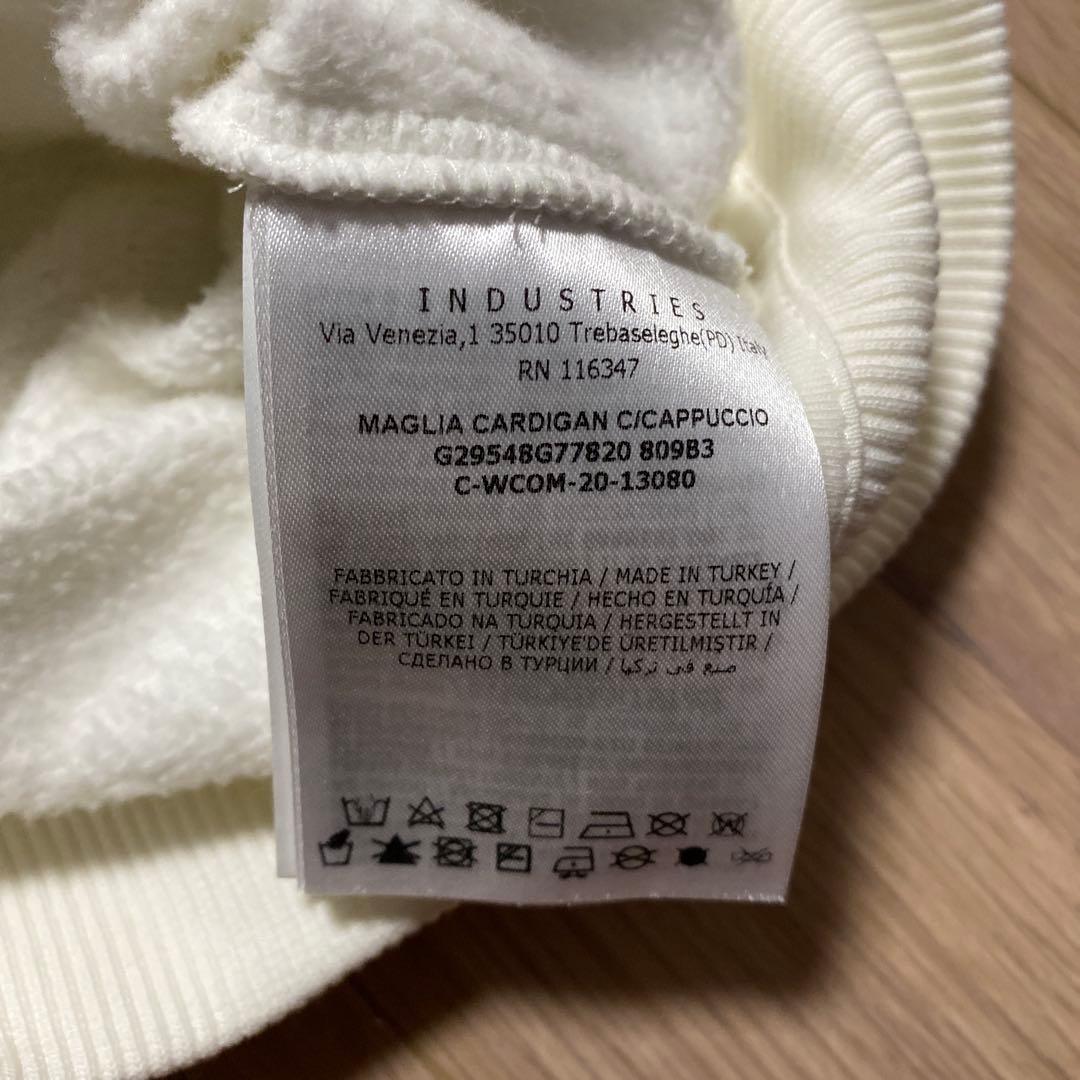 INDUSTRIES
Via Venezia,1 35010 Trebaseleghe(PD) Italy
RN 116347
MAGLIA CARDIGAN C/CAPPUCCIO
G29548G77820 809B3
C-WCOM-20-13080
FABBRICATO IN TURCHIA / MADE IN TURKEY /
FABRIQUÉ EN TURQUIE / HECHO EN TURQUÍA /
FABRICADO NA TURQUIA / HERGESTELLT IN
DER TÜRKEI / TÜRKIYE'DE ÜRETILMIŞTIR /
СДЕЛАНО В ТУРЦИИ / صنع في تركيا